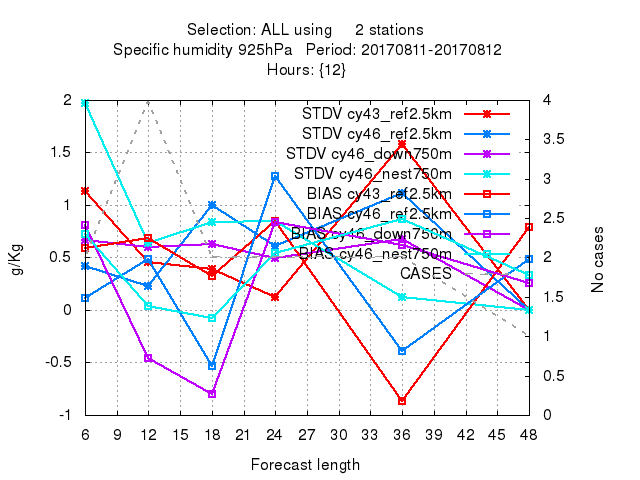 Selection: ALL using 2 stations
Specific humidity 925hPa Period: 20170811-20170812
Hours: {12}
2
1.5
1
0.5
0
-0.5
-1
4
3.5
3
2.5
2
1.5
1
0.5
0
g/Kg
No cases
STDV cy43_ref2.5km
STDV cy46_ref2.5km
STDV cy46_down750m
STDV cy46_nest750m
BIAS cy43_ref2.5km
BIAS cy46_ref2.5km
BIAS cy46_down750m
BIAS cy46_nest750m
CASES
6 9 12 15 18 21 24 27 30 33 36 39 42 45 48
Forecast length